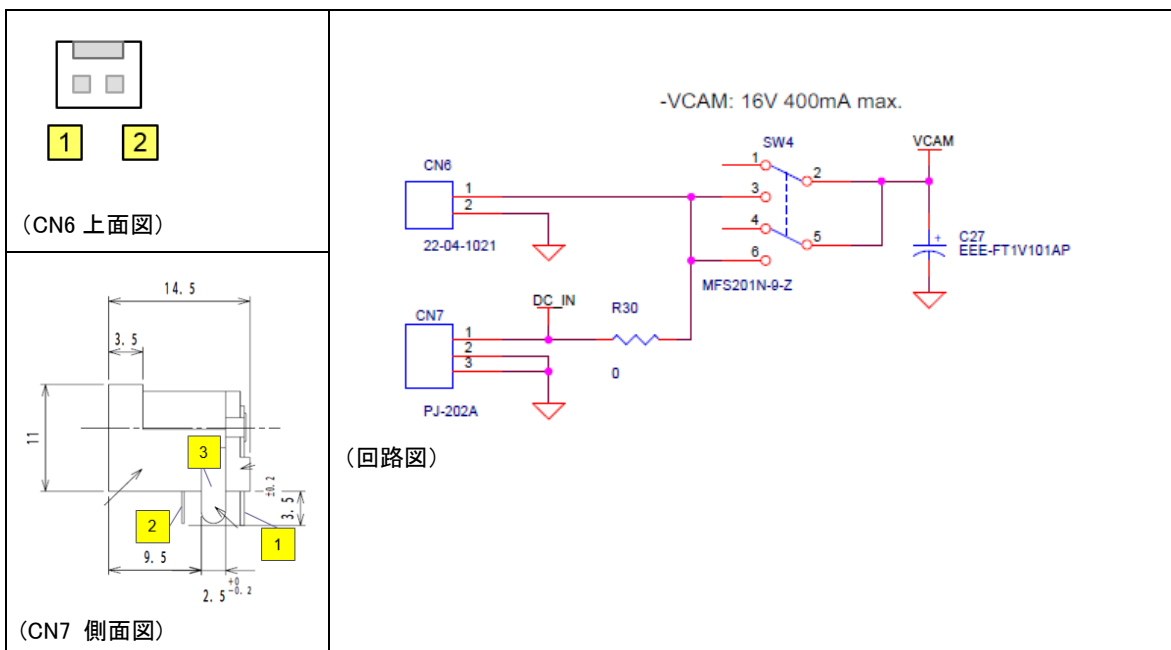 1 2
(CN6 上面図)
14.5
3.5
11
3
±0.2
3.5
2
1
9.5
2.5 +0 -0.2
(CN7 側面図)
-VCAM: 16V 400mA max.
SW4
VCAM
CN6
1
2
22-04-1021
1
2
3
4
5
6
MFS201N-9-Z
C27
EEE-FT1V101AP
+
DC_IN
R30
0
CN7
1
2
3
PJ-202A
(回路図)